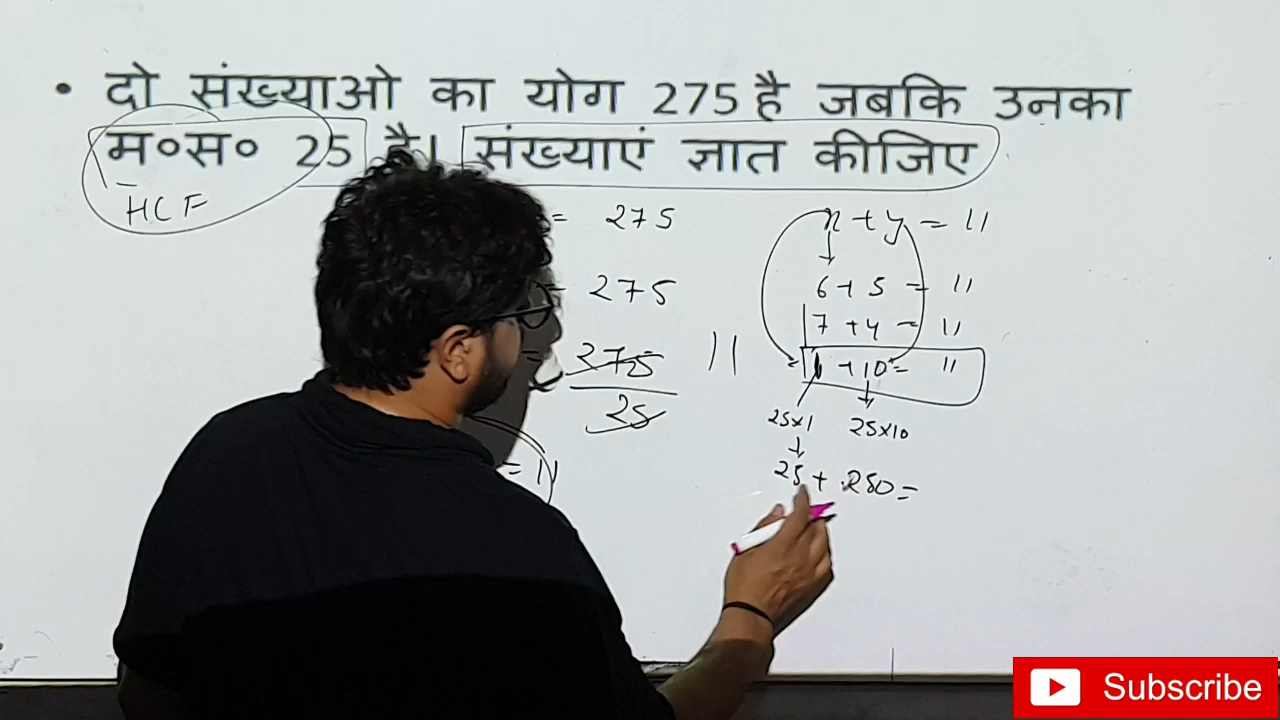 • दो संख्याओ का योग 275 है जबकि उनका
म०स० 25 है। संख्याएं ज्ञात कीजिए
HCF
= 275
= 275
275
25
11
= 11
x + y = 11
6 + 5 = 11
7 + 4 = 11
1 + 10 = 11
25×1 25×10
25 + 250 =
Subscribe